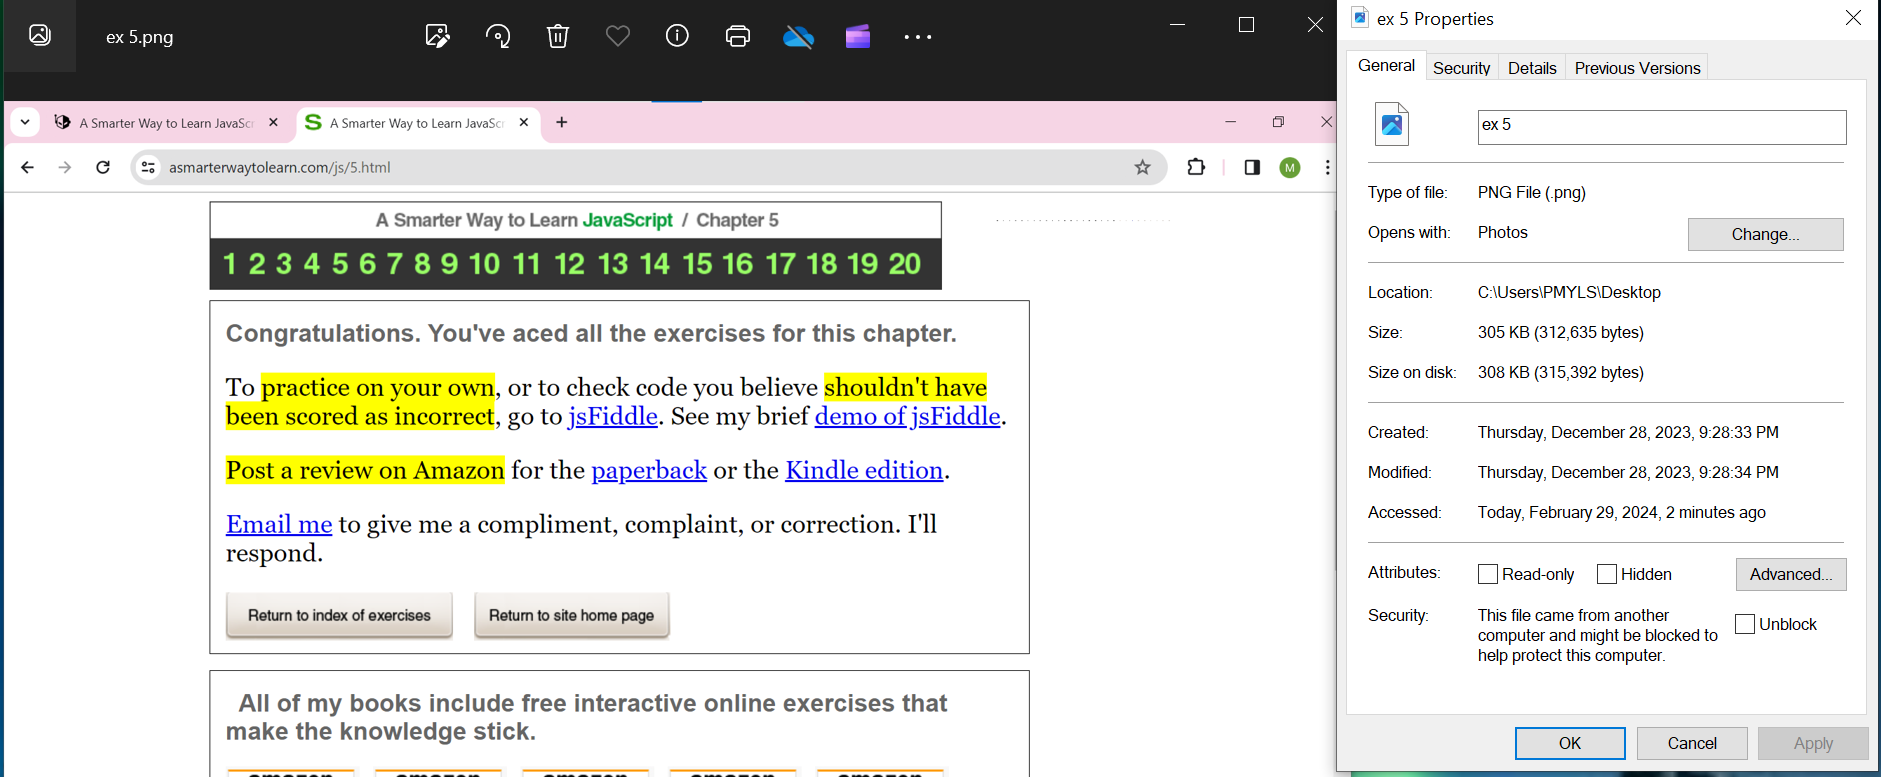 ex 5.png
A Smarter Way to Learn JavaSc
A Smarter Way to Learn JavaSc
asmarterwaytolearn.com/js/5.html
M
A Smarter Way to Learn JavaScript / Chapter 5
1 2 3 4 5 6 7 8 9 10 11 12 13 14 15 16 17 18 19 20
Congratulations. You've aced all the exercises for this chapter.
To practice on your own, or to check code you believe shouldn't have
been scored as incorrect, go to jsFiddle. See my brief demo of jsFiddle.
Post a review on Amazon for the paperback or the Kindle edition.
Email me to give me a compliment, complaint, or correction. I'll
respond.
Return to index of exercises
Return to site home page
All of my books include free interactive online exercises that
make the knowledge stick.
amazon amazon amazon amazon amazon
ex 5 Properties
General Security Details Previous Versions
ex 5
Type of file: PNG File (.png)
Opens with: Photos
Change...
Location: C:\Users\PMYLS\Desktop
Size: 305 KB (312,635 bytes)
Size on disk: 308 KB (315,392 bytes)
Created: Thursday, December 28, 2023, 9:28:33 PM
Modified: Thursday, December 28, 2023, 9:28:34 PM
Accessed: Today, February 29, 2024, 2 minutes ago
Attributes: Read-only Hidden Advanced...
Security: This file came from another
computer and might be blocked to
help protect this computer.
Unblock
OK Cancel Apply